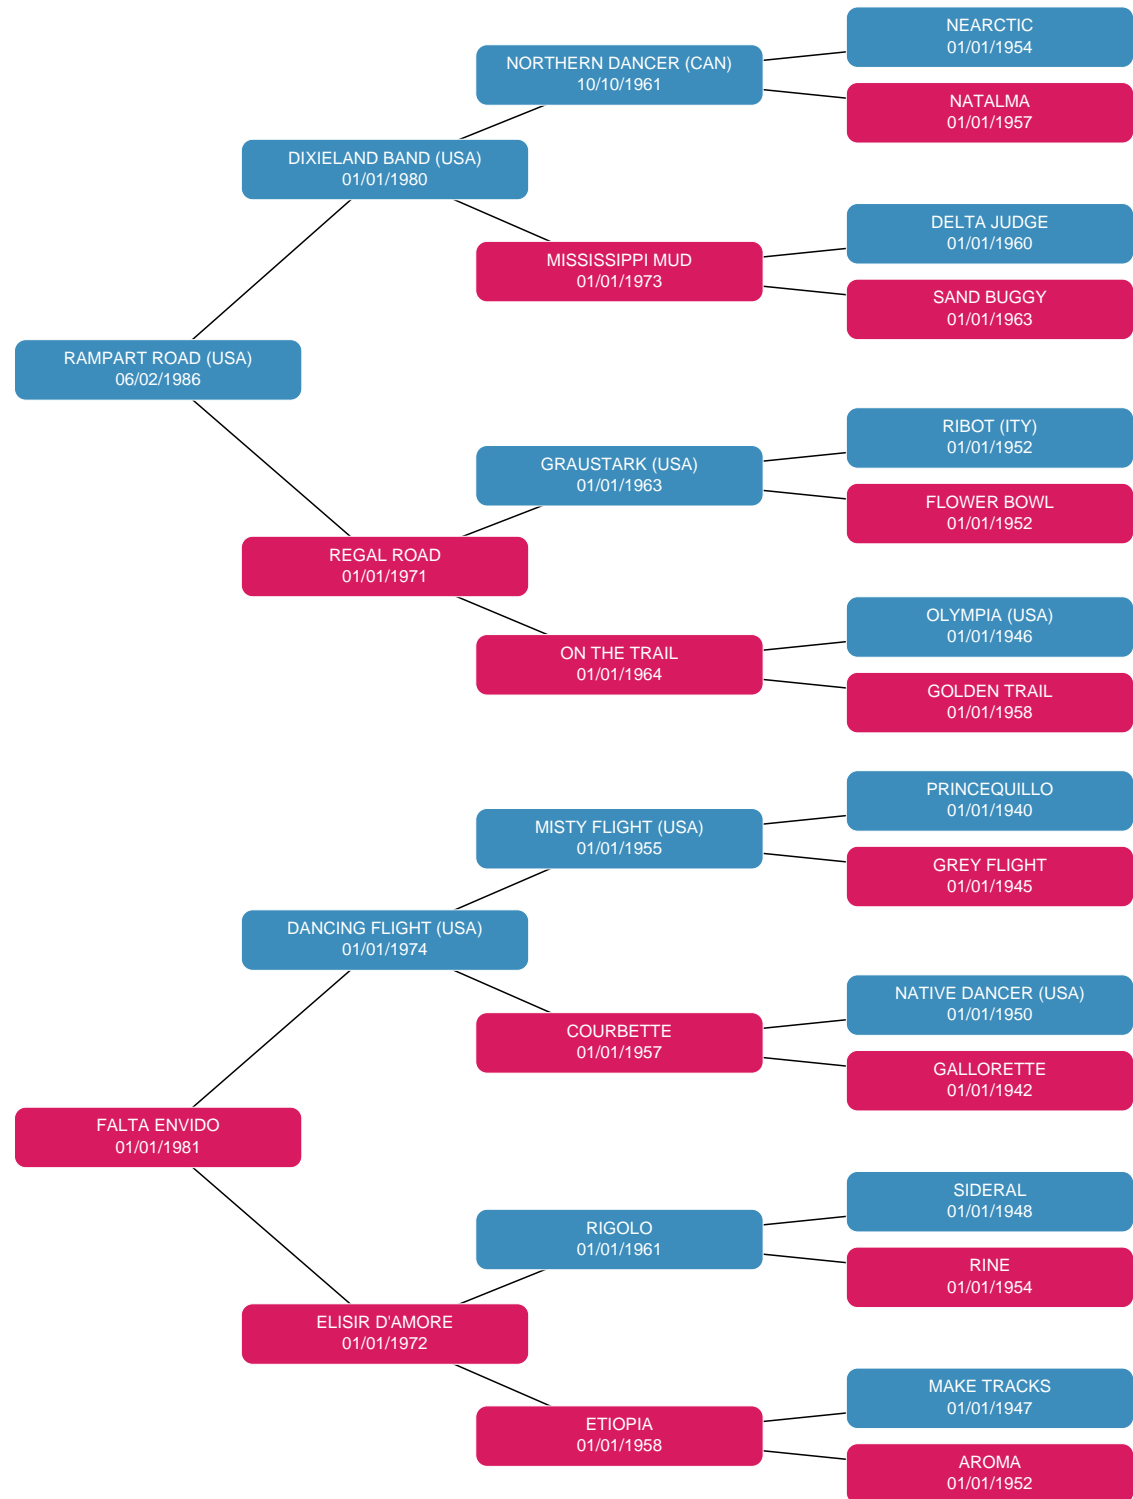 NEARCTIC
01/01/1954
NORTHERN DANCER (CAN)
10/10/1961
NATALMA
01/01/1957
DIXIELAND BAND (USA)
01/01/1980
DELTA JUDGE
01/01/1960
MISSISSIPPI MUD
01/01/1973
SAND BUGGY
01/01/1963
RAMPART ROAD (USA)
06/02/1986
RIBOT (ITY)
01/01/1952
GRAUSTARK (USA)
01/01/1963
FLOWER BOWL
01/01/1952
REGAL ROAD
01/01/1971
OLYMPIA (USA)
01/01/1946
ON THE TRAIL
01/01/1964
GOLDEN TRAIL
01/01/1958
PRINCEQUILLO
01/01/1940
MISTY FLIGHT (USA)
01/01/1955
GREY FLIGHT
01/01/1945
DANCING FLIGHT (USA)
01/01/1974
NATIVE DANCER (USA)
01/01/1950
COURBETTE
01/01/1957
GALLORETTE
01/01/1942
FALTA ENVIDO
01/01/1981
SIDERAL
01/01/1948
RIGOLO
01/01/1961
RINE
01/01/1954
ELISIR D'AMORE
01/01/1972
MAKE TRACKS
01/01/1947
ETIOPIA
01/01/1958
AROMA
01/01/1952